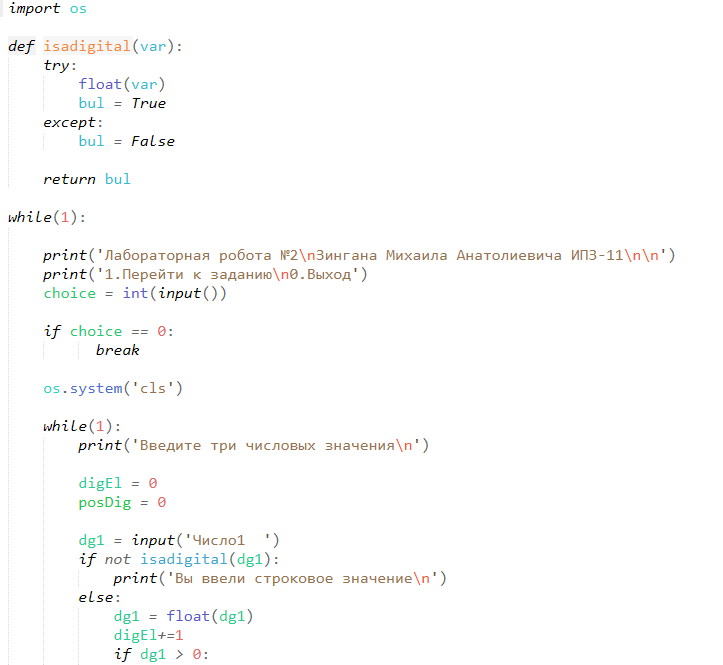 import os
def isadigital(var):
    try:
        float(var)
        bul = True
    except:
        bul = False
    return bul
while(1):
    print('Лабораторная робота №2\nЗингана Михаила Анатолиевича ИПЗ-11\n\n')
    print('1.Перейти к заданию\n0.Выход')
    choice = int(input())
    if choice == 0:
          break
    os.system('cls')
    while(1):
        print('Введите три числовых значения\n')
        digEl = 0
        posDig = 0
        dg1 = input('Число1  ')
        if not isadigital(dg1):
            print('Вы ввели строковое значение\n')
        else:
            dg1 = float(dg1)
            digEl+=1
            if dg1 > 0: